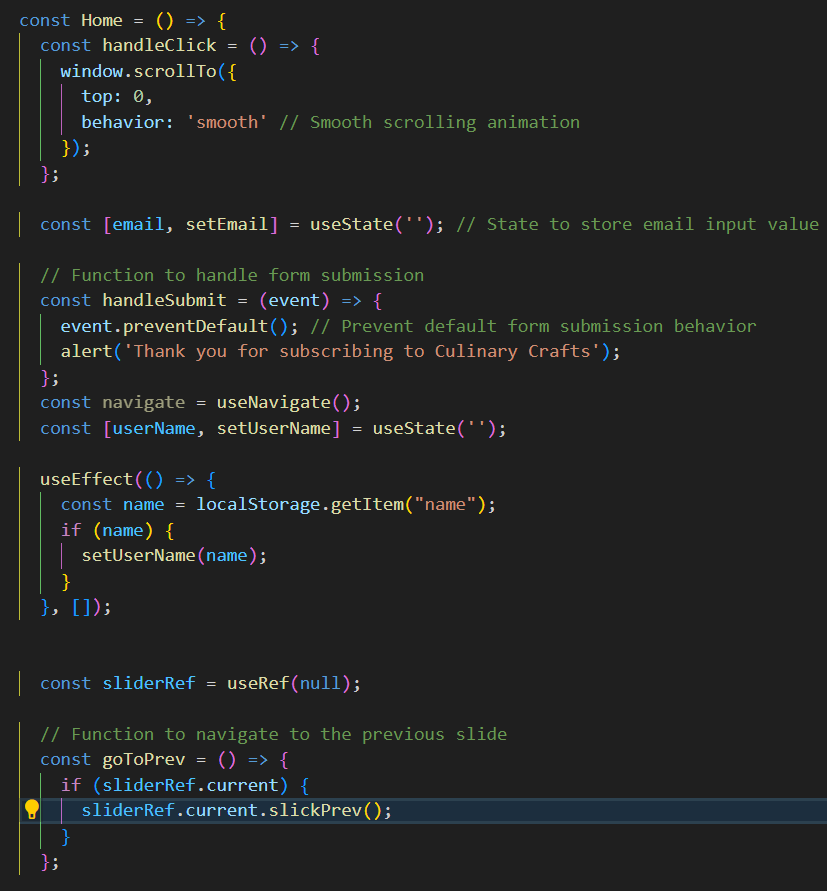 const Home = () => {
  const handleClick = () => {
    window.scrollTo({
      top: 0,
      behavior: 'smooth' // Smooth scrolling animation
    });
  };

  const [email, setEmail] = useState(''); // State to store email input value

  // Function to handle form submission
  const handleSubmit = (event) => {
    event.preventDefault(); // Prevent default form submission behavior
    alert('Thank you for subscribing to Culinary Crafts');
  };
  const navigate = useNavigate();
  const [userName, setUserName] = useState('');

  useEffect(() => {
    const name = localStorage.getItem("name");
    if (name) {
      setUserName(name);
    }
  }, []);


  const sliderRef = useRef(null);

  // Function to navigate to the previous slide
  const goToPrev = () => {
    if (sliderRef.current) {
      sliderRef.current.slickPrev();
    }
  };